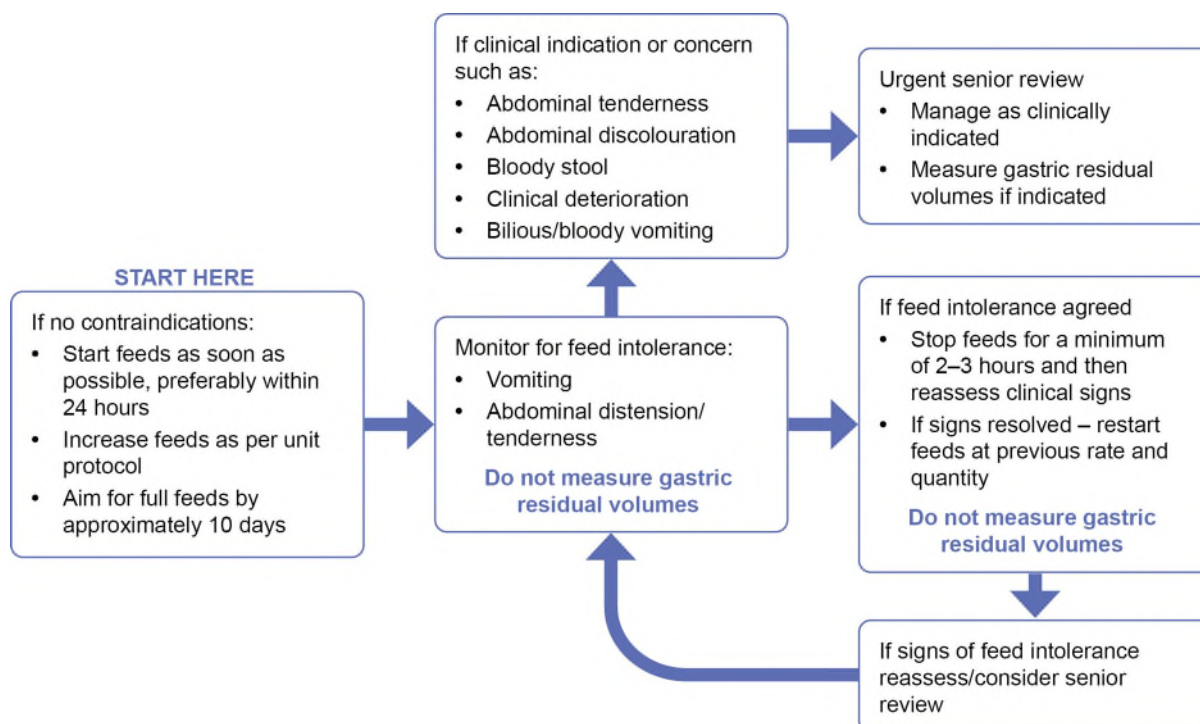 START HERE
If no contraindications:
• Start feeds as soon as
possible, preferably within
24 hours
• Increase feeds as per unit
protocol
• Aim for full feeds by
approximately 10 days
If clinical indication or concern
such as:
• Abdominal tenderness
• Abdominal discolouration
• Bloody stool
• Clinical deterioration
• Bilious/bloody vomiting
Urgent senior review
• Manage as clinically
indicated
• Measure gastric residual
volumes if indicated
Monitor for feed intolerance:
• Vomiting
• Abdominal distension/
tenderness
Do not measure gastric
residual volumes
If feed intolerance agreed
• Stop feeds for a minimum
of 2–3 hours and then
reassess clinical signs
• If signs resolved – restart
feeds at previous rate and
quantity
Do not measure gastric
residual volumes
If signs of feed intolerance
reassess/consider senior
review